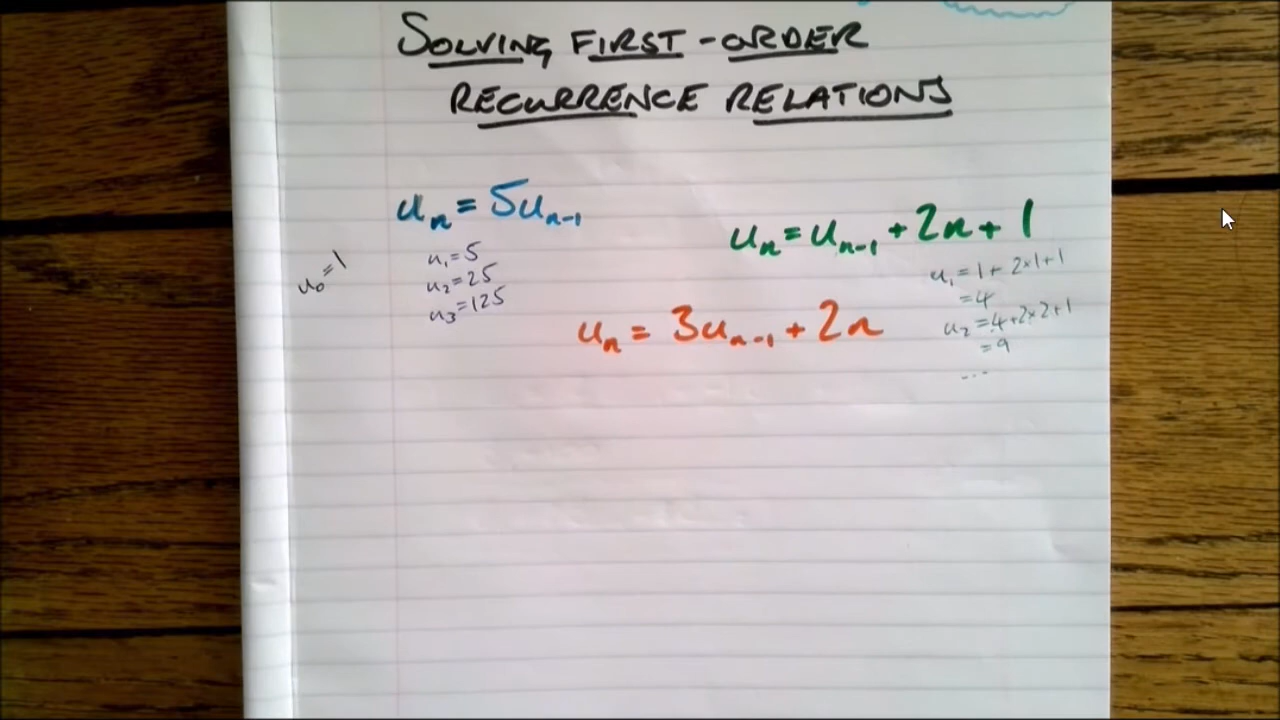 SOLVING FIRST-ORDER
RECURRENCE RELATIONS
uₙ = 5uₙ₋₁
u₀=1
u₁=5
u₂=25
u₃=125
uₙ = uₙ₋₁ + 2n + 1
u₁ = 1 + 2×1+1
=4
u₂ =4+2×2+1
=9
...
uₙ = 3uₙ₋₁ + 2n